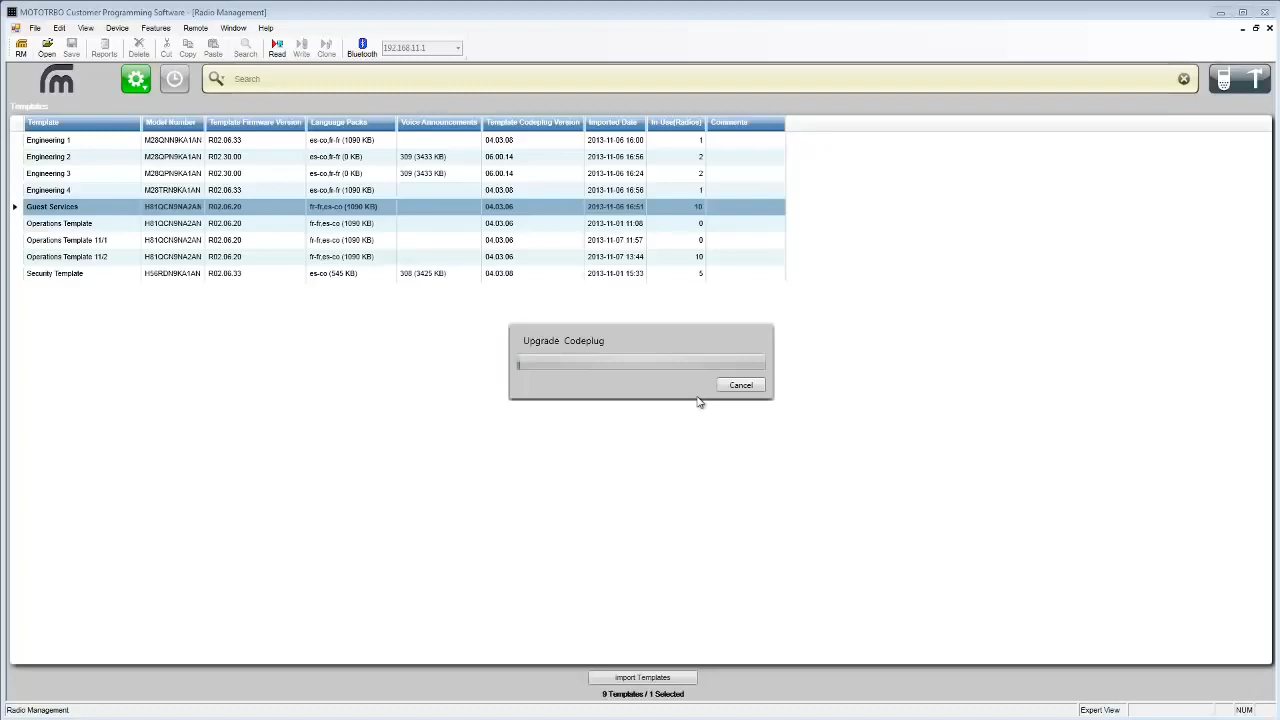 MOTOTRBO Customer Programming Software - [Radio Management]
File Edit View Device Features Remote Window Help
RM Open Save Reports Delete Cut Copy Paste Search Read Write Clone Bluetooth 192.168.11.1
rm Search
Templates
Template Model Number Template Firmware Version Language Packs Voice Announcements Template Codeplug Version Imported Date In-Use(Radios) Comments
Engineering 1 M28QNN9KA1AN R02.06.33 es-co,fr-fr (1090 KB) 04.03.08 2013-11-06 16:00 1
Engineering 2 M28QPN9KA1AN R02.30.00 es-co,fr-fr (0 KB) 309 (3433 KB) 06.00.14 2013-11-06 16:56 2
Engineering 3 M28QPN9KA1AN R02.30.00 es-co,fr-fr (0 KB) 309 (3433 KB) 06.00.14 2013-11-06 16:24 2
Engineering 4 M28TRN9KA1AN R02.06.33 es-co,fr-fr (1090 KB) 04.03.08 2013-11-06 16:56 1
Guest Services H81QCN9NA2AN R02.06.20 fr-fr,es-co (1090 KB) 04.03.06 2013-11-06 16:51 10
Operations Template H81QCN9NA2AN R02.06.20 fr-fr,es-co (1090 KB) 04.03.06 2013-11-01 11:08 0
Operations Template 11/1 H81QCN9NA2AN R02.06.20 fr-fr,es-co (1090 KB) 04.03.06 2013-11-07 11:57 0
Operations Template 11/2 H81QCN9NA2AN R02.06.20 fr-fr,es-co (1090 KB) 04.03.06 2013-11-07 13:44 10
Security Template H56RDN9KA1AN R02.06.33 es-co (545 KB) 308 (3425 KB) 04.03.08 2013-11-01 15:33 5
Upgrade Codeplug
Cancel
Import Templates
9 Templates / 1 Selected
Radio Management Expert View NUM